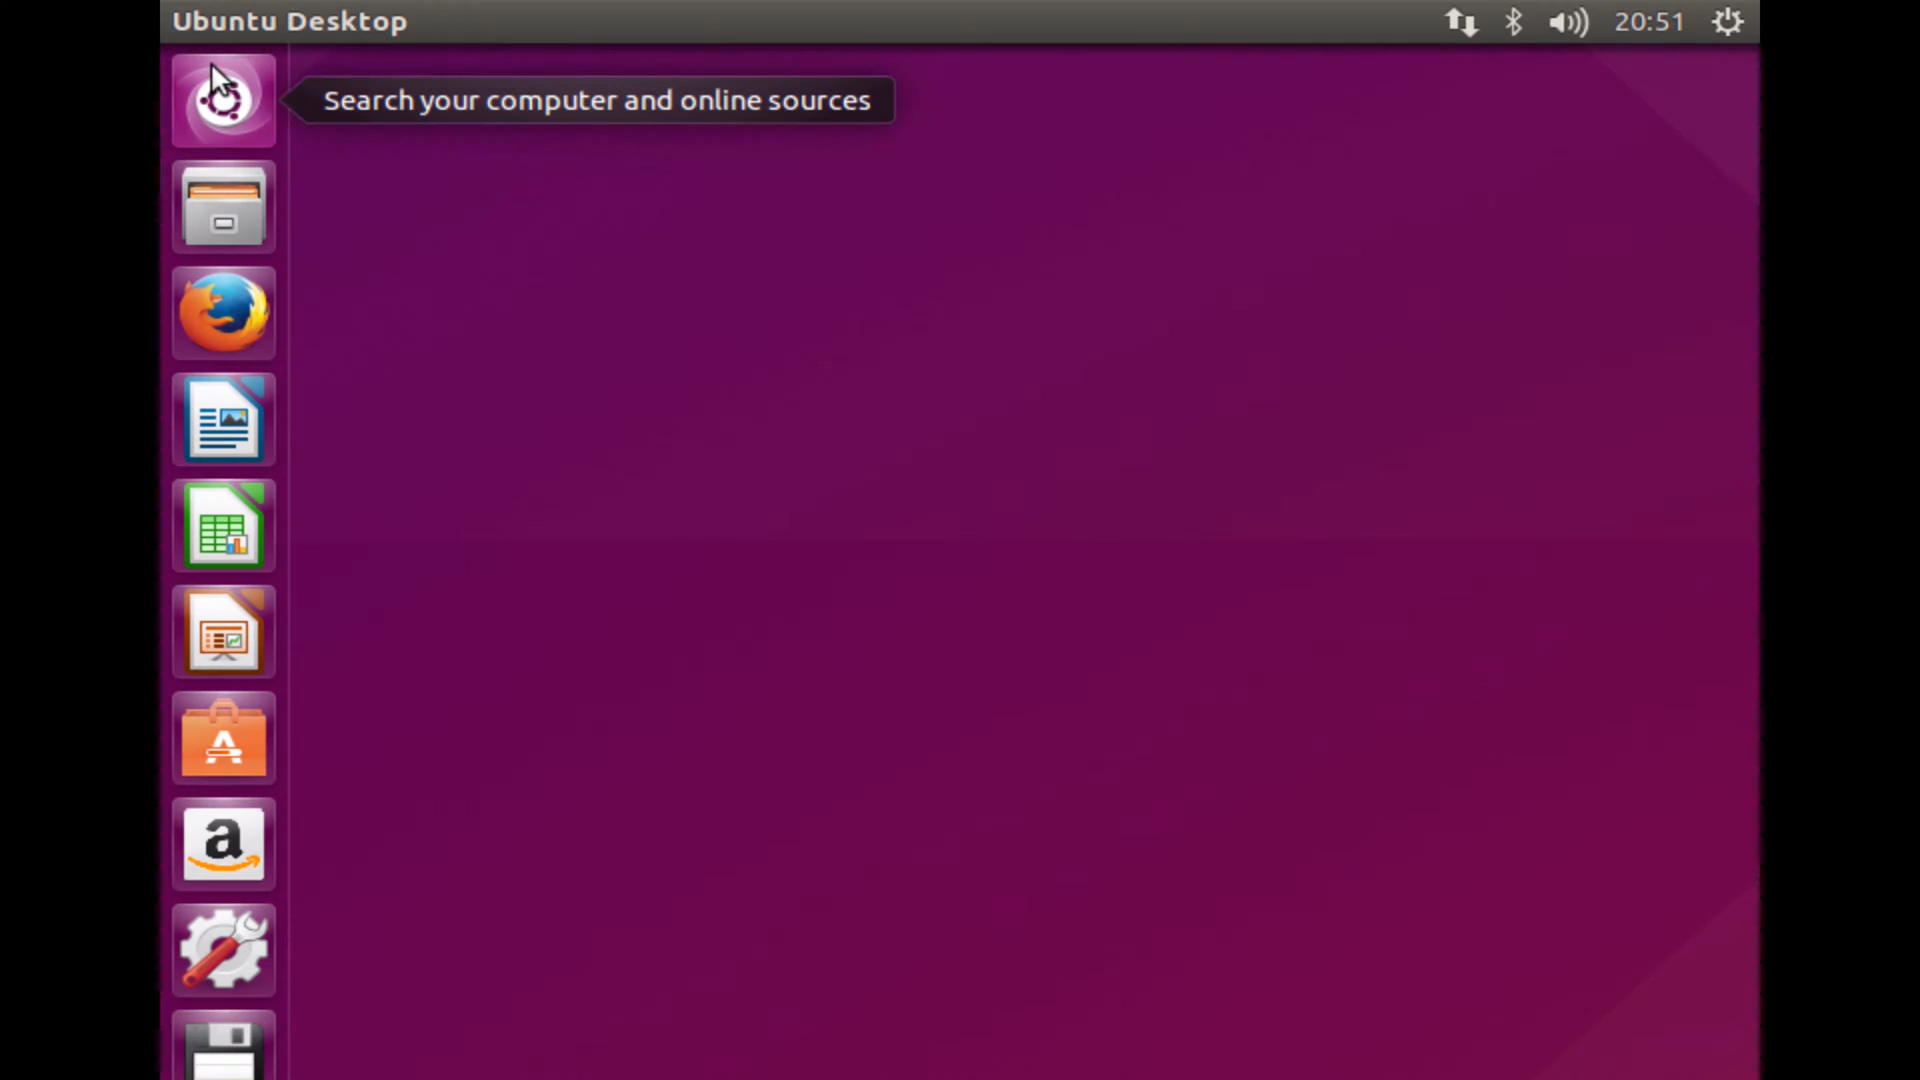 Ubuntu Desktop
20:51
Search your computer and online sources
A
a